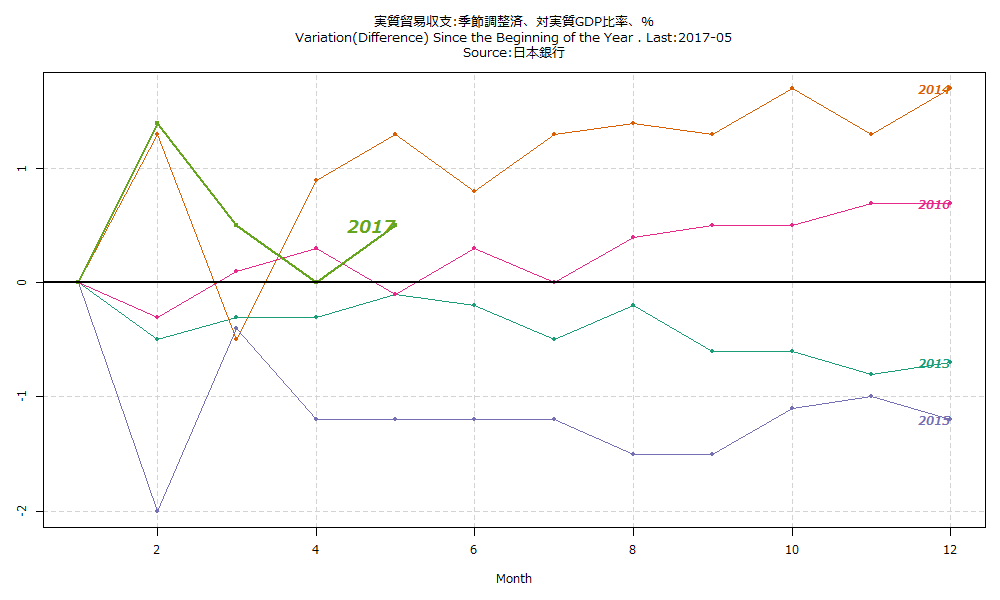 実質貿易収支:季節調整済、対実質GDP比率、%
Variation(Difference) Since the Beginning of the Year . Last:2017-05
Source:日本銀行
2014
1
2017
2016
0
2013
-1
2015
-2
2 4 6 8 10 12
Month